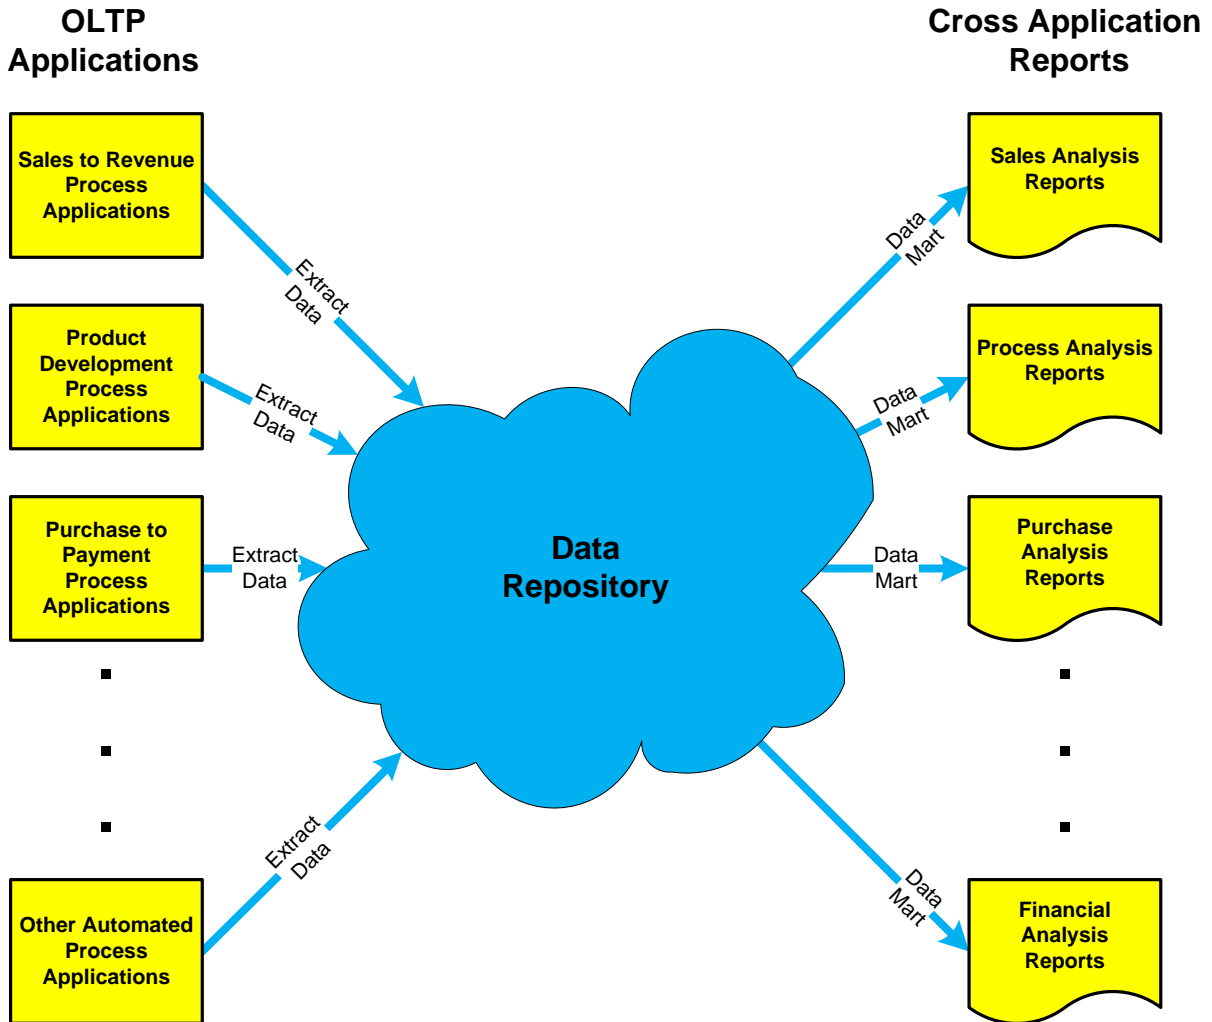 OLTP
Applications
Cross Application
Reports
Sales to Revenue
Process
Applications
Extract
Data
Data
Mart
Sales Analysis
Reports
Product
Development
Process
Applications
Extract
Data
Data
Mart
Process Analysis
Reports
Purchase to
Payment
Process
Applications
Extract
Data
Data
Repository
Data
Mart
Purchase
Analysis
Reports
Other Automated
Process
Applications
Extract
Data
Data
Mart
Financial
Analysis
Reports